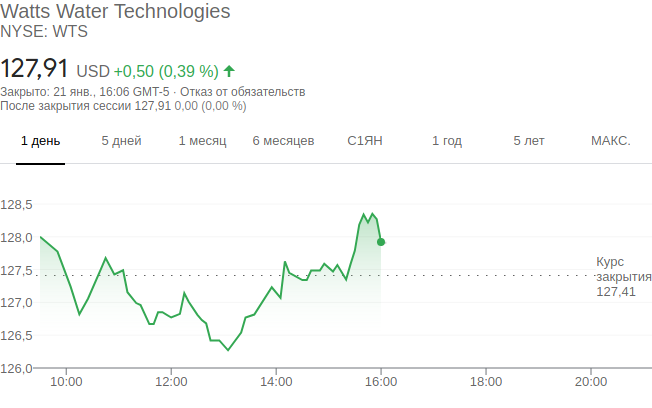 Watts Water Technologies
NYSE: WTS
127,91 USD +0,50 (0,39 %)
Закрыто: 21 янв., 16:06 GMT-5 · Отказ от обязательств
После закрытия сессии 127,91 0,00 (0,00 %)
1 день 5 дней 1 месяц 6 месяцев С1ЯН 1 год 5 лет МАКС.
128,5
128,0
127,5
127,0
126,5
126,0
Курс
закрытия
127,41
10:00 12:00 14:00 16:00 18:00 20:00